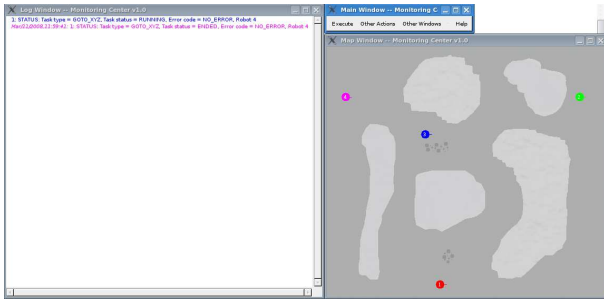 Log Window -- Monitoring Center v1.0
1: STATUS: Task type = GOTO_XYZ, Task status = RUNNING, Error code = NO_ERROR, Robot 4
1: STATUS: Task type = GOTO_XYZ, Task status = ENDED, Error code = NO_ERROR, Robot 4
Main Window -- Monitoring C
Execute Other Actions Other Windows Help
Map Window -- Monitoring Center v1.0
4
2
1